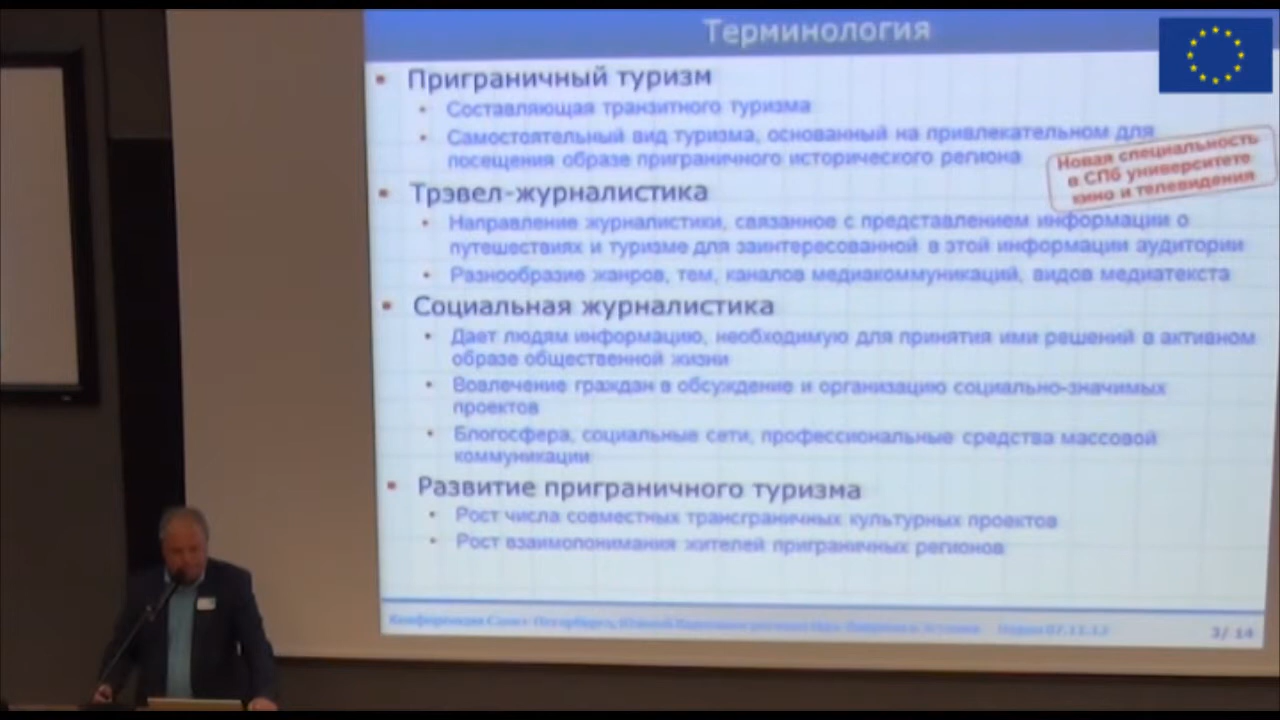 Терминология
Приграничный туризм
Составляющая транзитного туризма
Самостоятельный вид туризма, основанный на привлекательном для
посещения образе приграничного исторического региона
Новая специальность
в СПб университете
кино и телевидения
Трэвел-журналистика
Направление журналистики, связанное с представлением информации о
путешествиях и туризме для заинтересованной в этой информации аудитории
Разнообразие жанров, тем, каналов медиакоммуникаций, видов медиатекста
Социальная журналистика
Дает людям информацию, необходимую для принятия ими решений в активном
образе общественной жизни
Вовлечение граждан в обсуждение и организацию социально-значимых
проектов
Блогосфера, социальные сети, профессиональные средства массовой
коммуникации
Развитие приграничного туризма
Рост числа совместных трансграничных культурных проектов
Рост взаимопонимания жителей приграничных регионов
Конференция Санкт-Петербурга
3/ 14